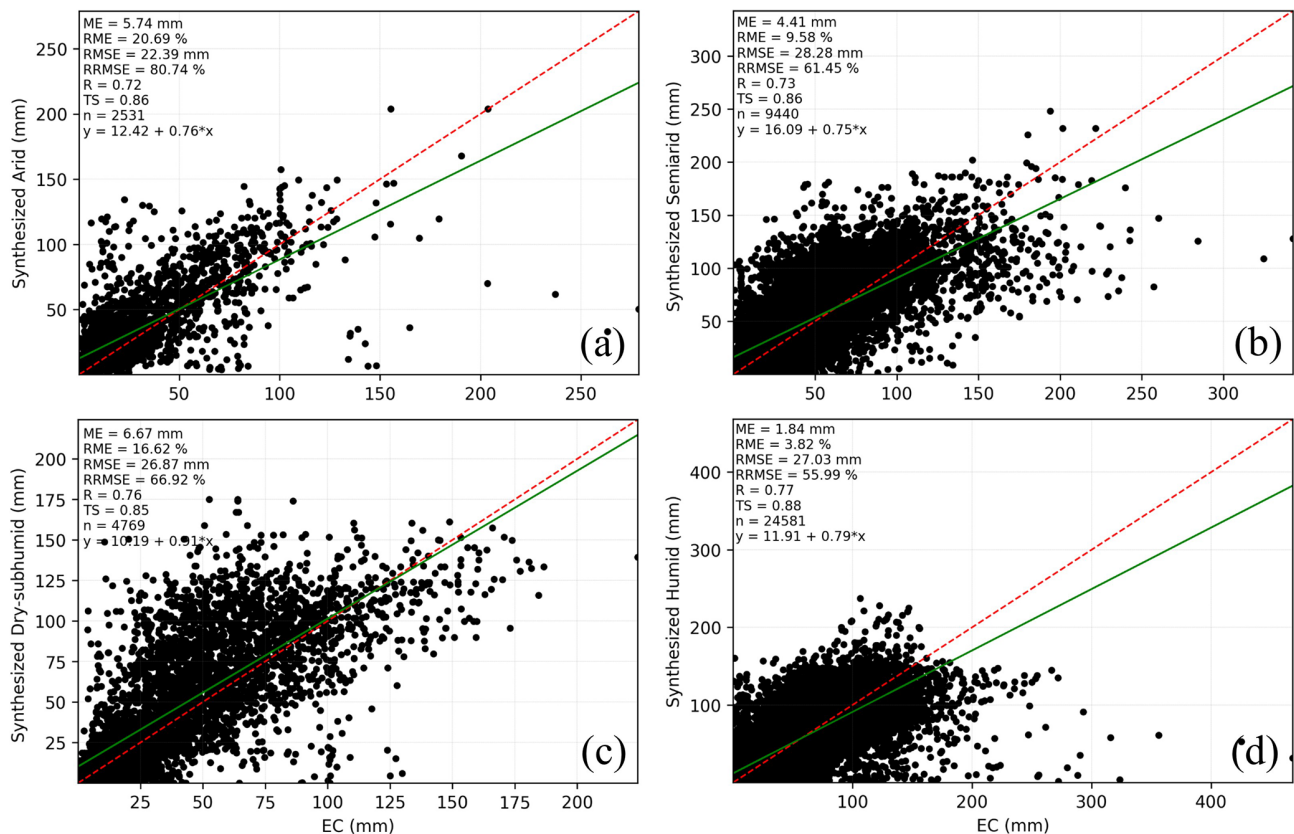 ME = 5.74 mm
RME = 20.69 %
RMSE = 22.39 mm
RRMSE = 80.74 %
R = 0.72
TS = 0.86
n = 2531
y = 12.42 + 0.76*x
Synthesized Arid (mm)
250
200
150
100
50
50
100
150
200
250
(a)
ME = 4.41 mm
RME = 9.58 %
RMSE = 28.28 mm
RRMSE = 61.45 %
R = 0.73
TS = 0.86
n = 9440
y = 16.09 + 0.75*x
Synthesized Semiarid (mm)
300
250
200
150
100
50
50
100
150
200
250
300
(b)
ME = 6.67 mm
RME = 16.62 %
RMSE = 26.87 mm
RRMSE = 66.92 %
R = 0.76
TS = 0.85
n = 4769
y = 10.19 + 0.91*x
Synthesized Dry-subhumid (mm)
200
175
150
125
100
75
50
25
25
50
75
100
125
150
175
200
EC (mm)
(c)
ME = 1.84 mm
RME = 3.82 %
RMSE = 27.03 mm
RRMSE = 55.99 %
R = 0.77
TS = 0.88
n = 24581
y = 11.91 + 0.79*x
Synthesized Humid (mm)
400
300
200
100
100
200
300
400
EC (mm)
(d)